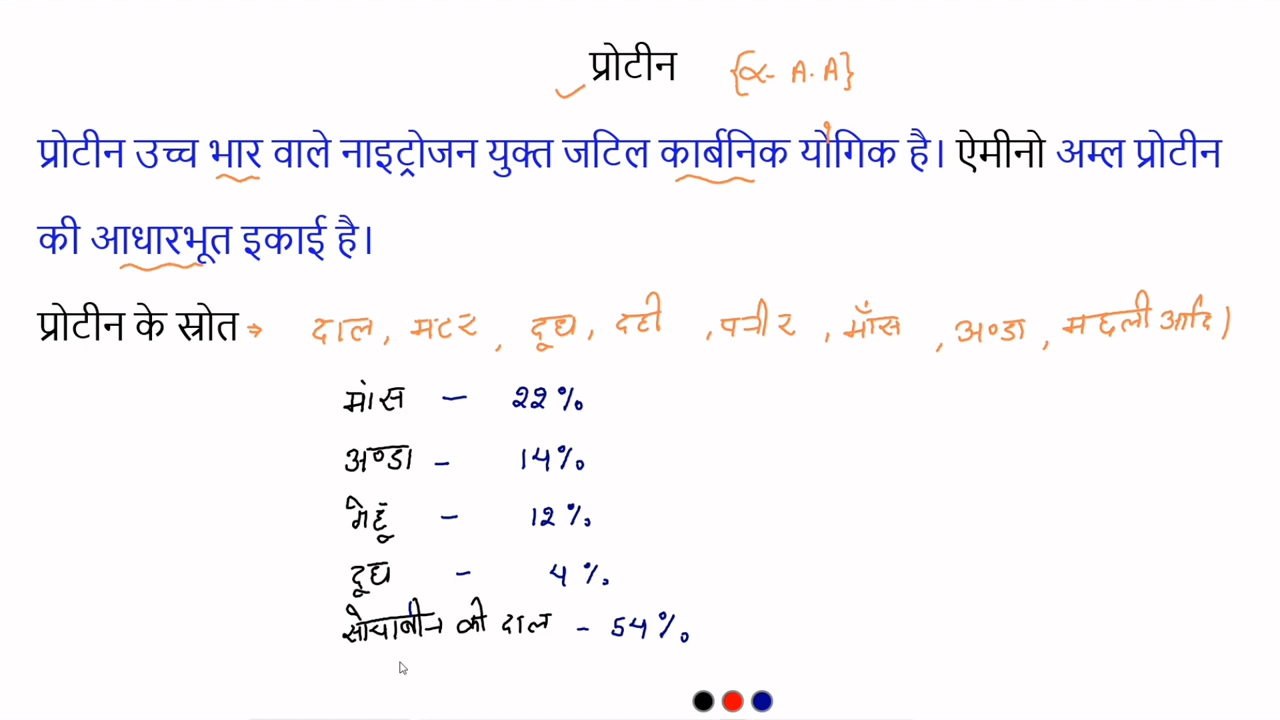 प्रोटीन {α- A.A}
प्रोटीन उच्च भार वाले नाइट्रोजन युक्त जटिल कार्बनिक यौगिक है। ऐमीनो अम्ल प्रोटीन
की आधारभूत इकाई है।
प्रोटीन के स्रोत → दाल, मटर, दूध, दही, पनीर, माँस, अण्डा, मछली आदि)
मांस - 22%
अण्डा - 14%
गेहूँ - 12%
दूध - 4%
सोयाबीन की दाल - 54%